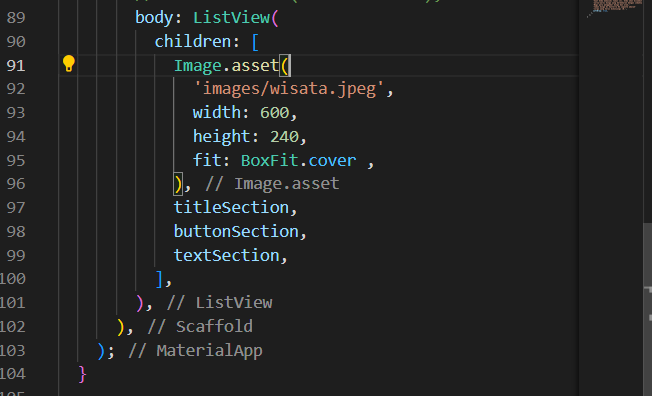 89 body: ListView(
90 children: [
91 Image.asset(
92 'images/wisata.jpeg',
93 width: 600,
94 height: 240,
95 fit: BoxFit.cover ,
96 ), // Image.asset
97 titleSection,
98 buttonSection,
99 textSection,
100 ],
101 ), // ListView
102 ), // Scaffold
103 ); // MaterialApp
104 }